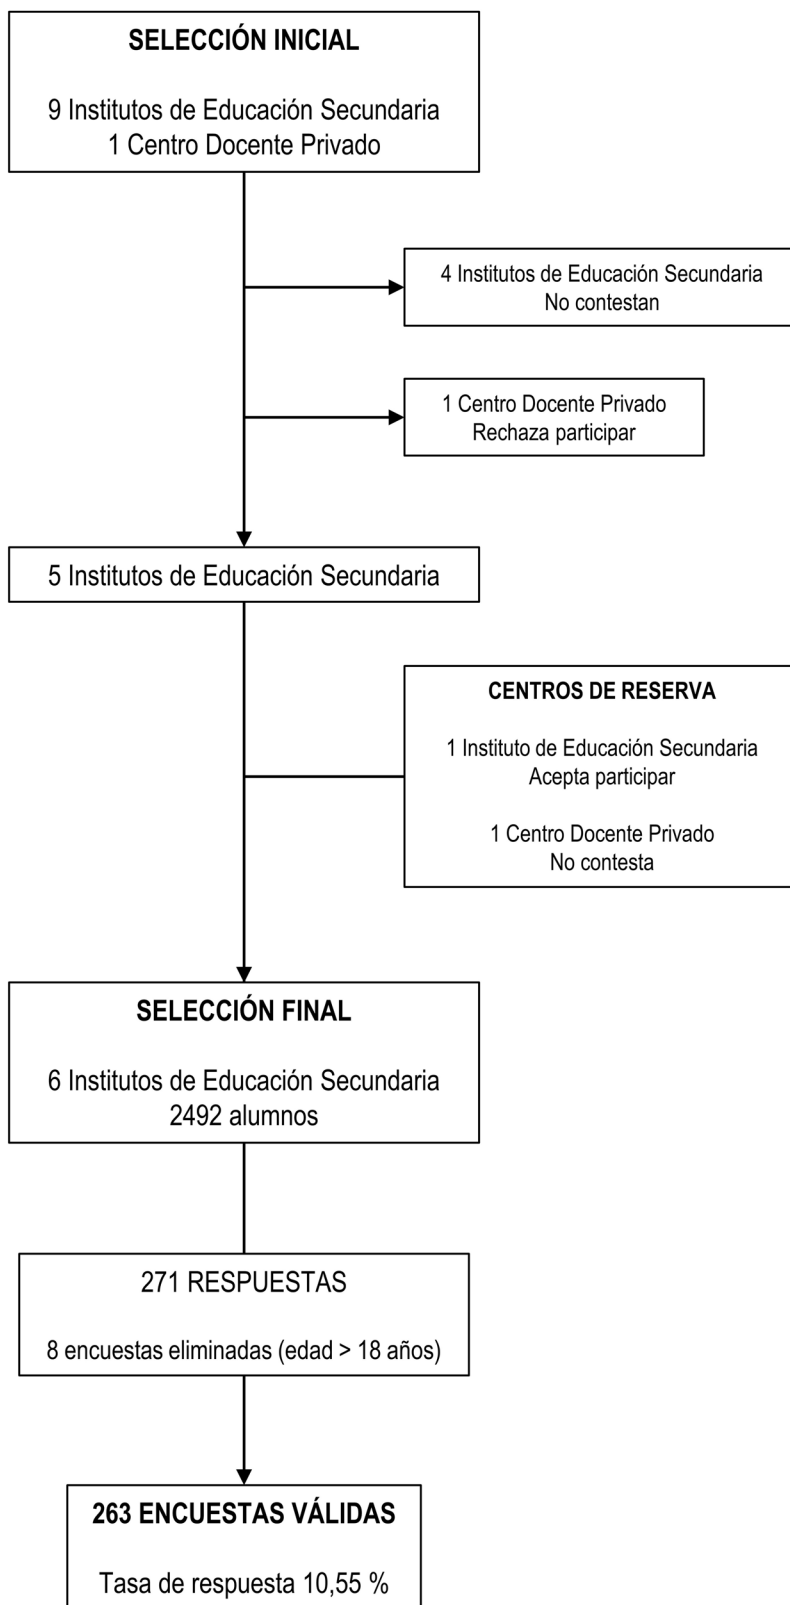 SELECCIÓN INICIAL
9 Institutos de Educación Secundaria
1 Centro Docente Privado
4 Institutos de Educación Secundaria
No contestan
1 Centro Docente Privado
Rechaza participar
5 Institutos de Educación Secundaria
CENTROS DE RESERVA
1 Instituto de Educación Secundaria
Acepta participar
1 Centro Docente Privado
No contesta
SELECCIÓN FINAL
6 Institutos de Educación Secundaria
2492 alumnos
271 RESPUESTAS
8 encuestas eliminadas (edad > 18 años)
263 ENCUESTAS VÁLIDAS
Tasa de respuesta 10,55 %